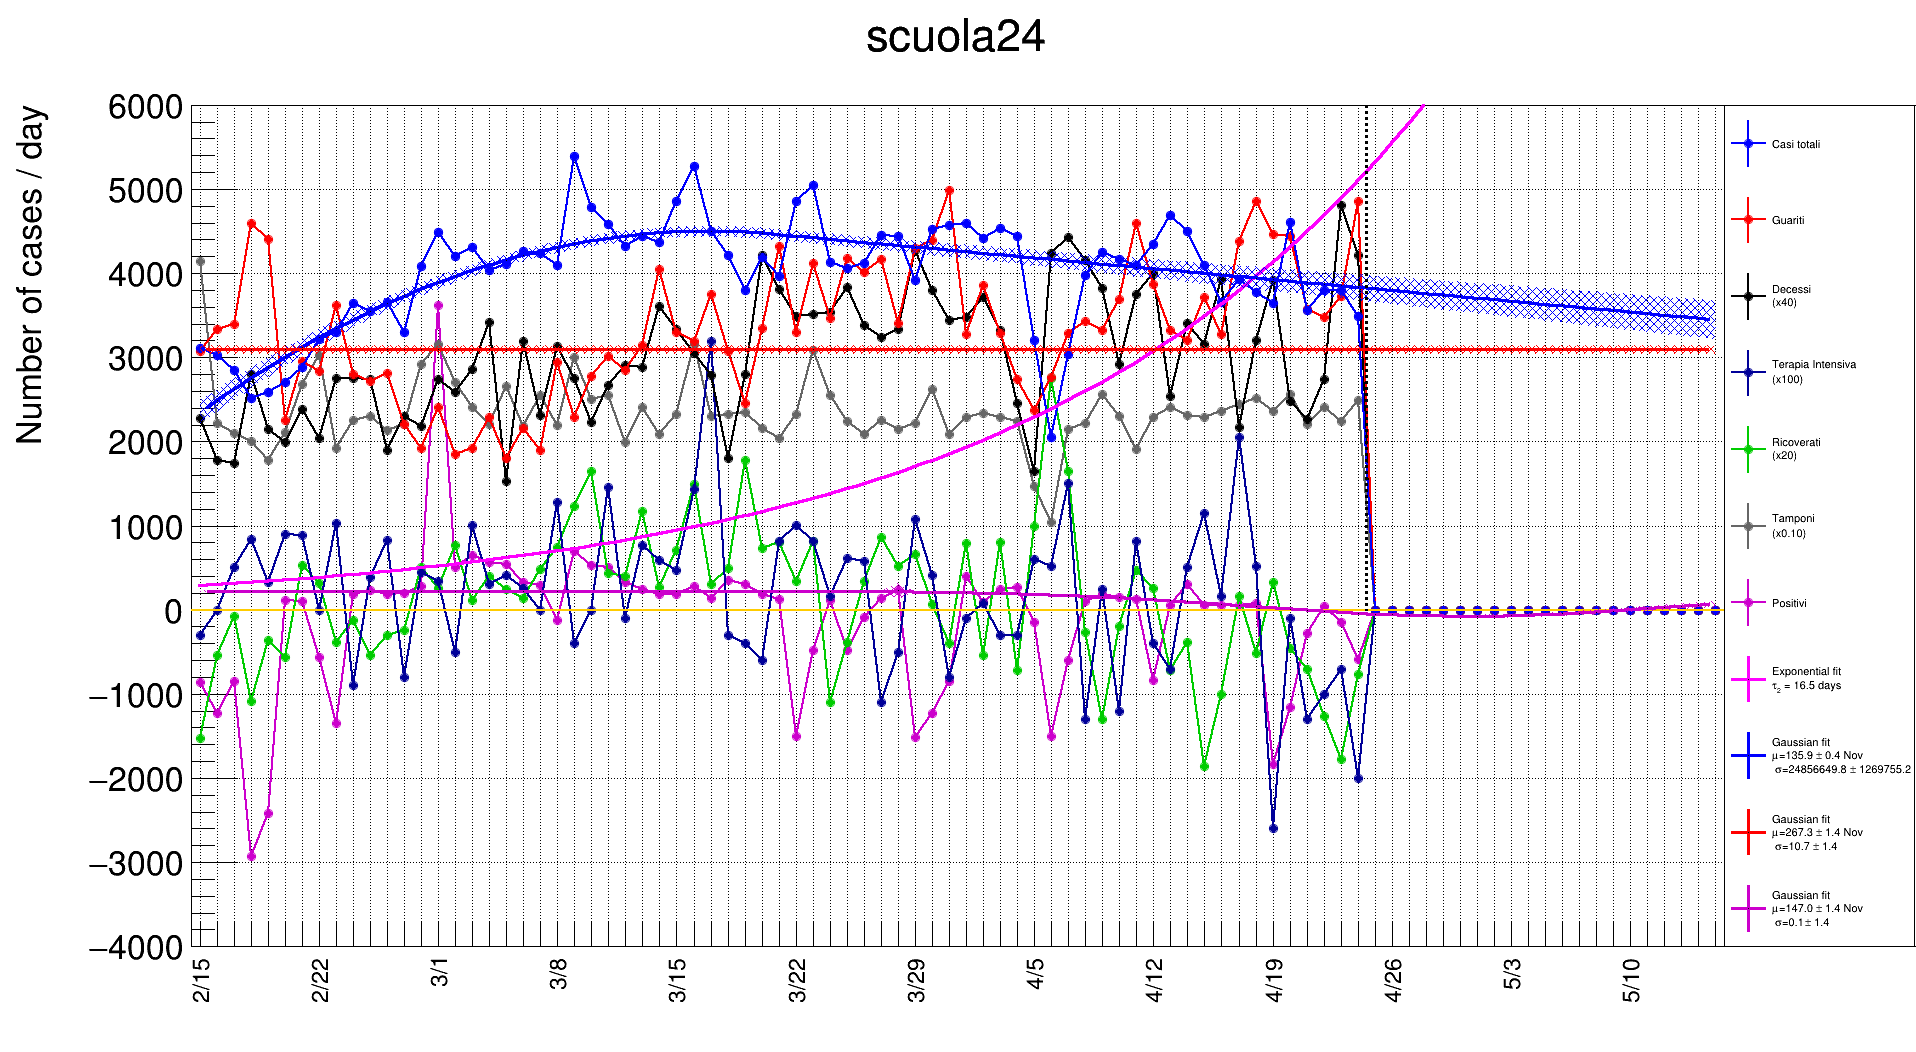 scuola24
Number of cases / day
6000
5000
4000
3000
2000
1000
0
−1000
−2000
−3000
−4000
2/15
2/22
3/1
3/8
3/15
3/22
3/29
4/5
4/12
4/19
4/26
5/3
5/10
Casi totali
Guariti
Decessi
(x40)
Terapia Intensiva
(x100)
Ricoverati
(x20)
Tamponi
(x0.10)
Positivi
Exponential fit
τ₂ = 16.5 days
Gaussian fit
μ=135.9 ± 0.4 Nov
σ=24856649.8 ± 1269755.2
Gaussian fit
μ=267.3 ± 1.4 Nov
σ=10.7 ± 1.4
Gaussian fit
μ=147.0 ± 1.4 Nov
σ=0.1 ± 1.4